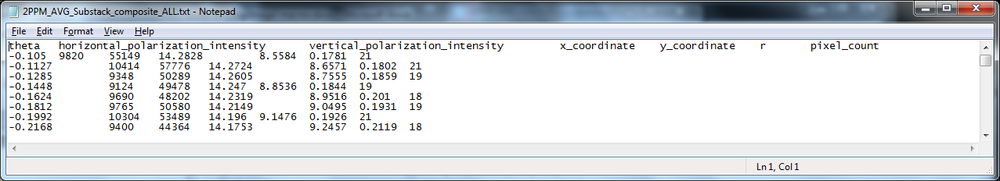 2PPM_AVG_Substack_composite_ALL.txt - Notepad
File Edit Format View Help
theta horizontal_polarization_intensity vertical_polarization_intensity x_coordinate y_coordinate r pixel_count
-0.105 9820 55149 14.2828 8.5584 0.1781 21
-0.1127 10414 57776 14.2724 8.6571 0.1802 21
-0.1285 9348 50289 14.2605 8.7555 0.1859 19
-0.1448 9124 49478 14.247 8.8536 0.1844 19
-0.1624 9690 48202 14.2319 8.9516 0.201 18
-0.1812 9765 50580 14.2149 9.0495 0.1931 19
-0.1992 10304 53489 14.196 9.1476 0.1926 21
-0.2168 9400 44364 14.1753 9.2457 0.2119 18
Ln 1, Col 1